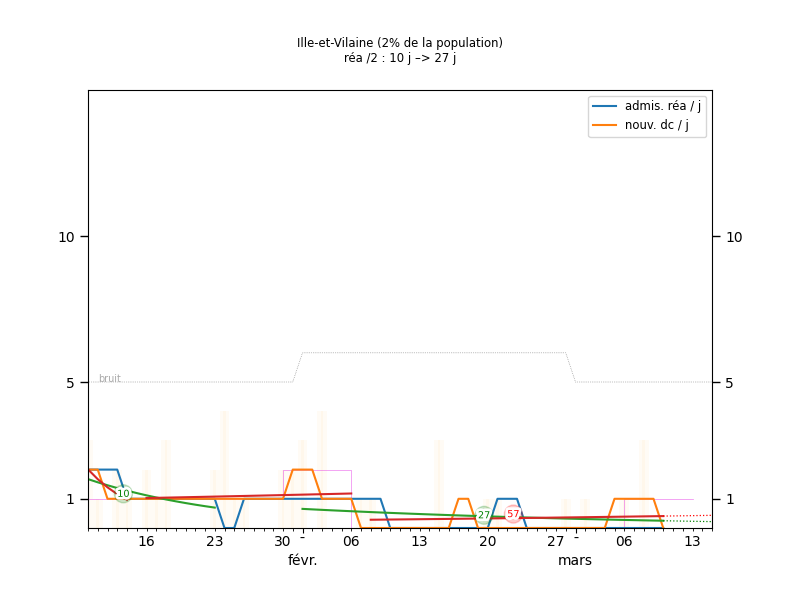 Ille-et-Vilaine (2% de la population)
réa /2 : 10 j –> 27 j
admis. réa / j
nouv. dc / j
10 10
bruit
5 5
10
27
57
1 1
16 23 30 - 06 13 20 27 - 06 13
févr. mars